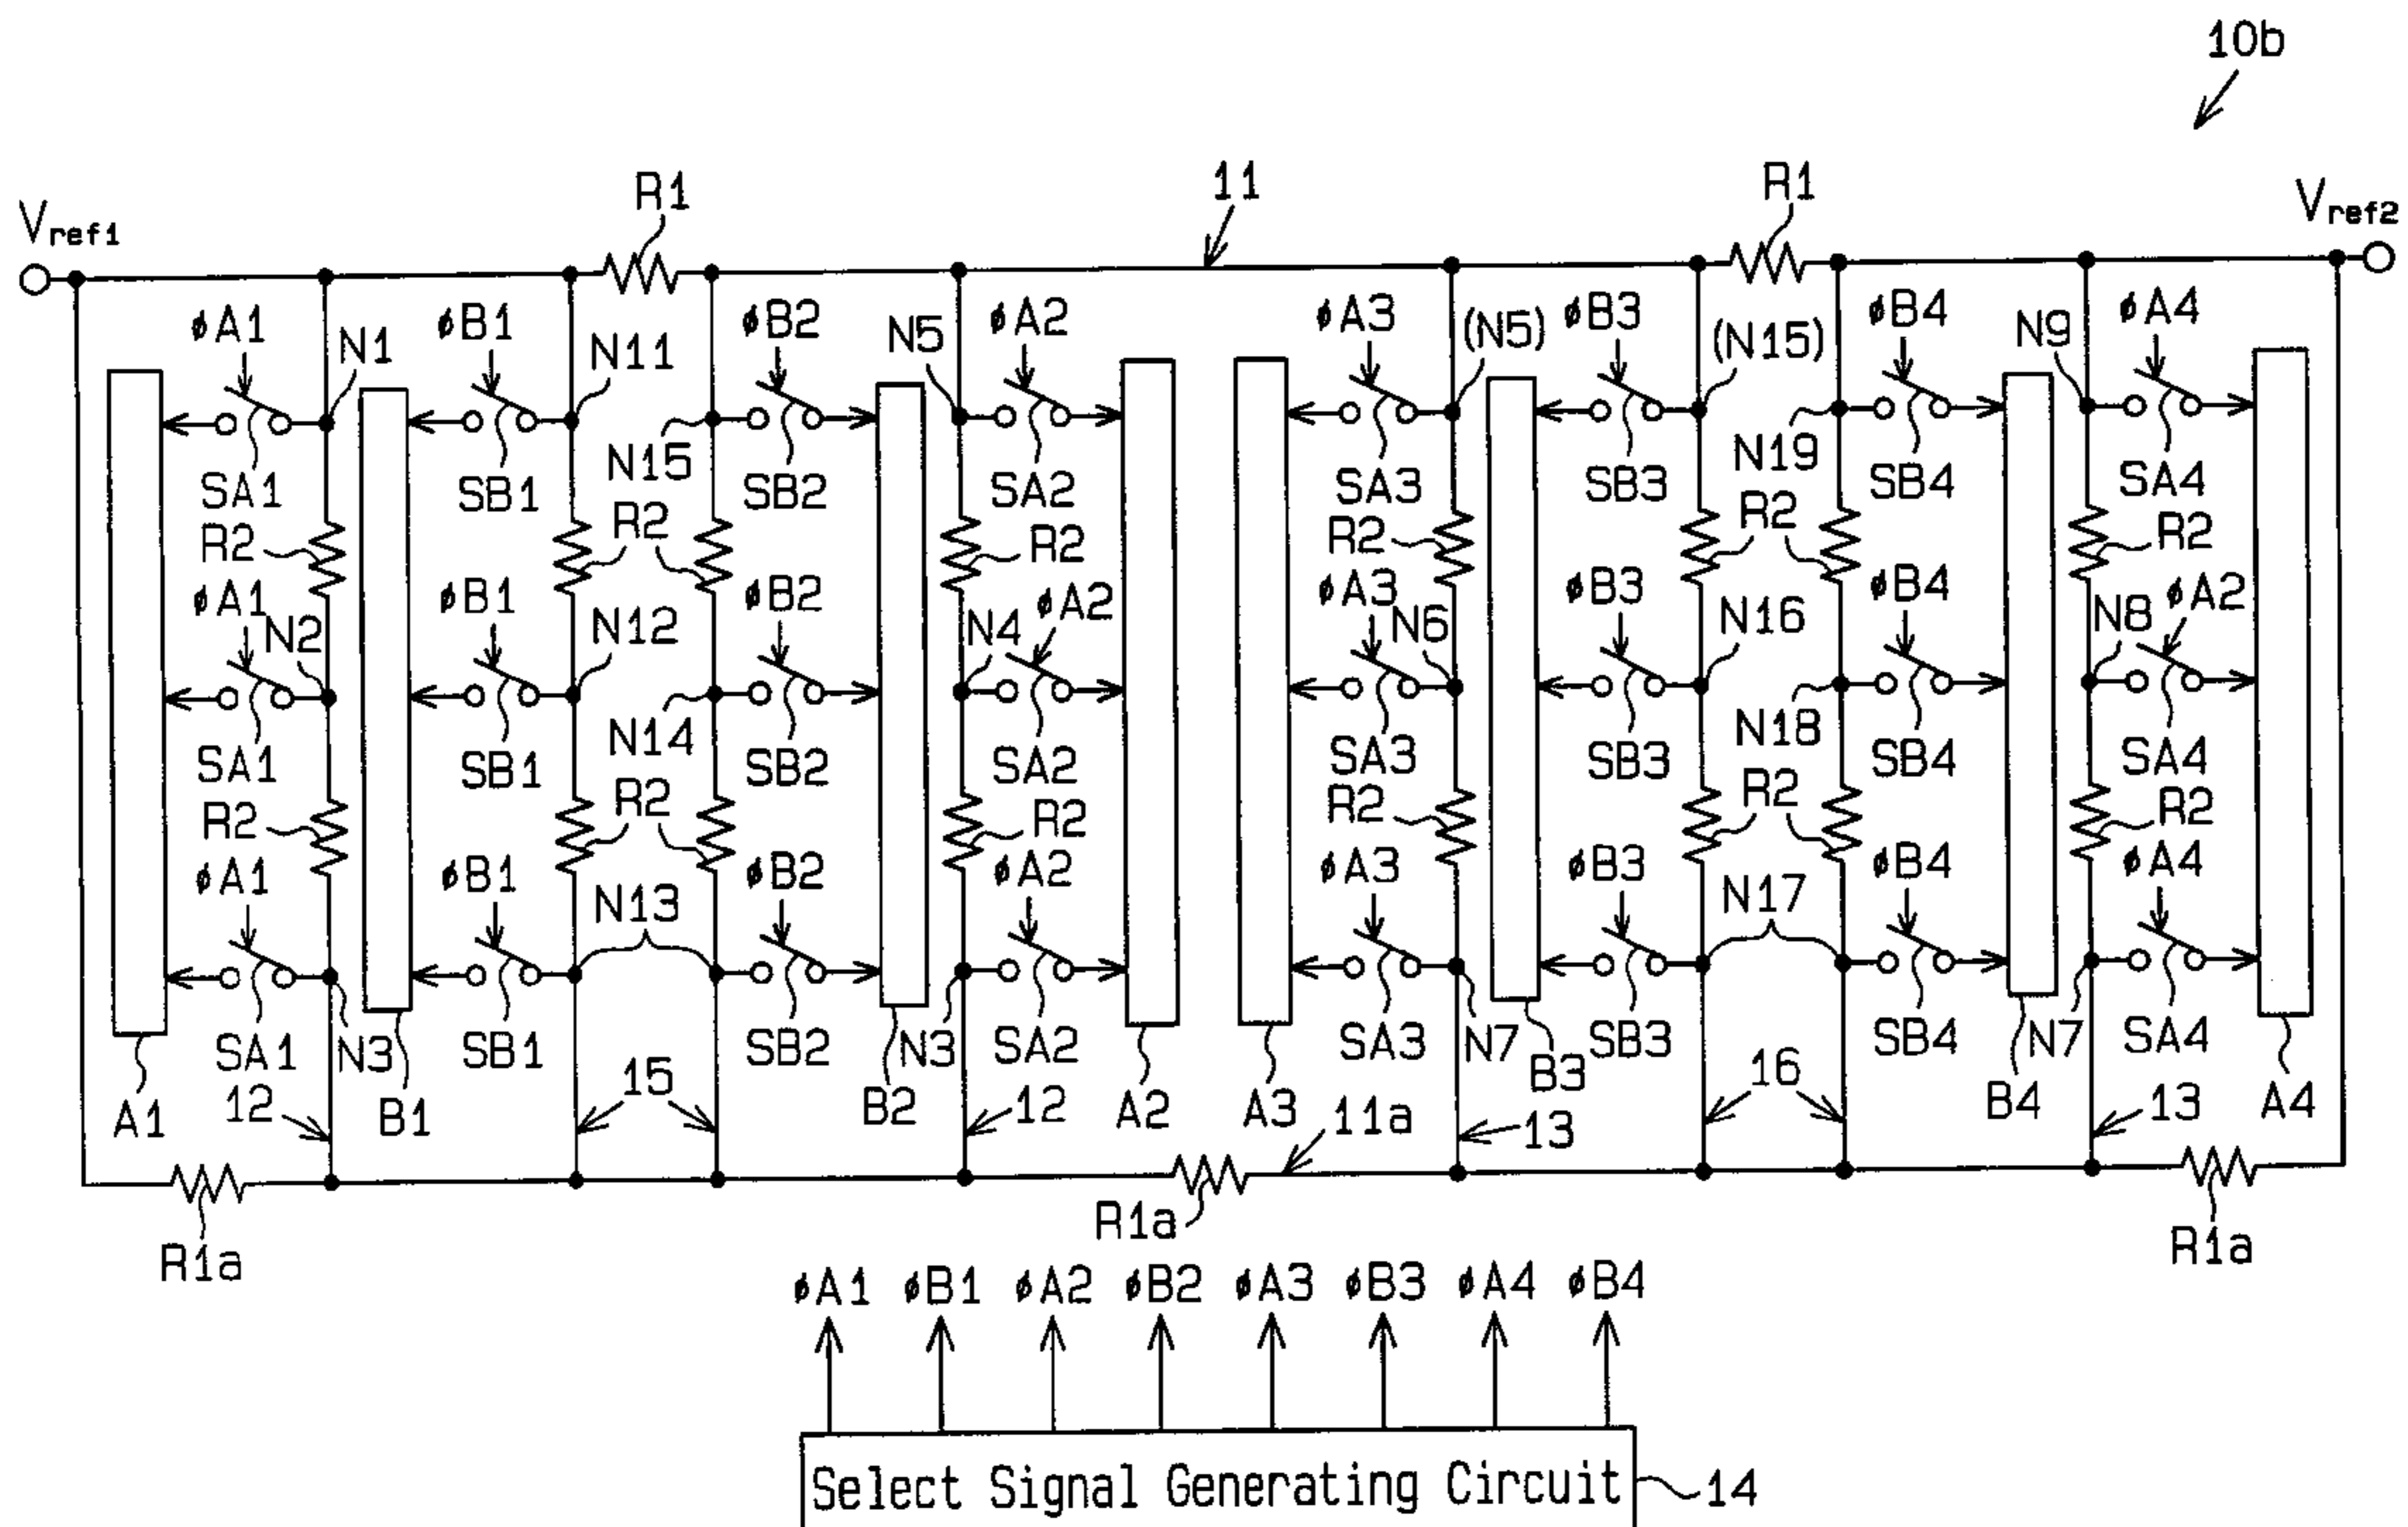 10b
R1 11 R1
Vref1 Vref2
φA1 N1 φB1 N11 φB2 N5 φA2 φA3 (N5) φB3 (N15) φB4 N9 φA4
SA1 SB1 N15 SB2 SA2 SA3 SB3 N19 SB4 SA4
R2 R2 R2 R2 R2 R2
φA1 N2 φB1 N12 φB2 N4 φA2 φA3 N6 φB3 N16 φB4 N8 φA2
SA1 SB1 N14 SB2 SA2 SA3 SB3 N18 SB4 SA4
R2 R2 R2 R2 R2 R2
φA1 φB1 N13 φB2 φA2 φA3 φB3 N17 φB4 φA4
SA1 N3 SB1 SB2 N3 SA2 SA3 N7 B3 SB3 SB4 N7 SA4
A1 12 B1 15 B2 12 A2 A3 11a 13 16 B4 13 A4
R1a R1a R1a
φA1 φB1 φA2 φB2 φA3 φB3 φA4 φB4
Select Signal Generating Circuit 14